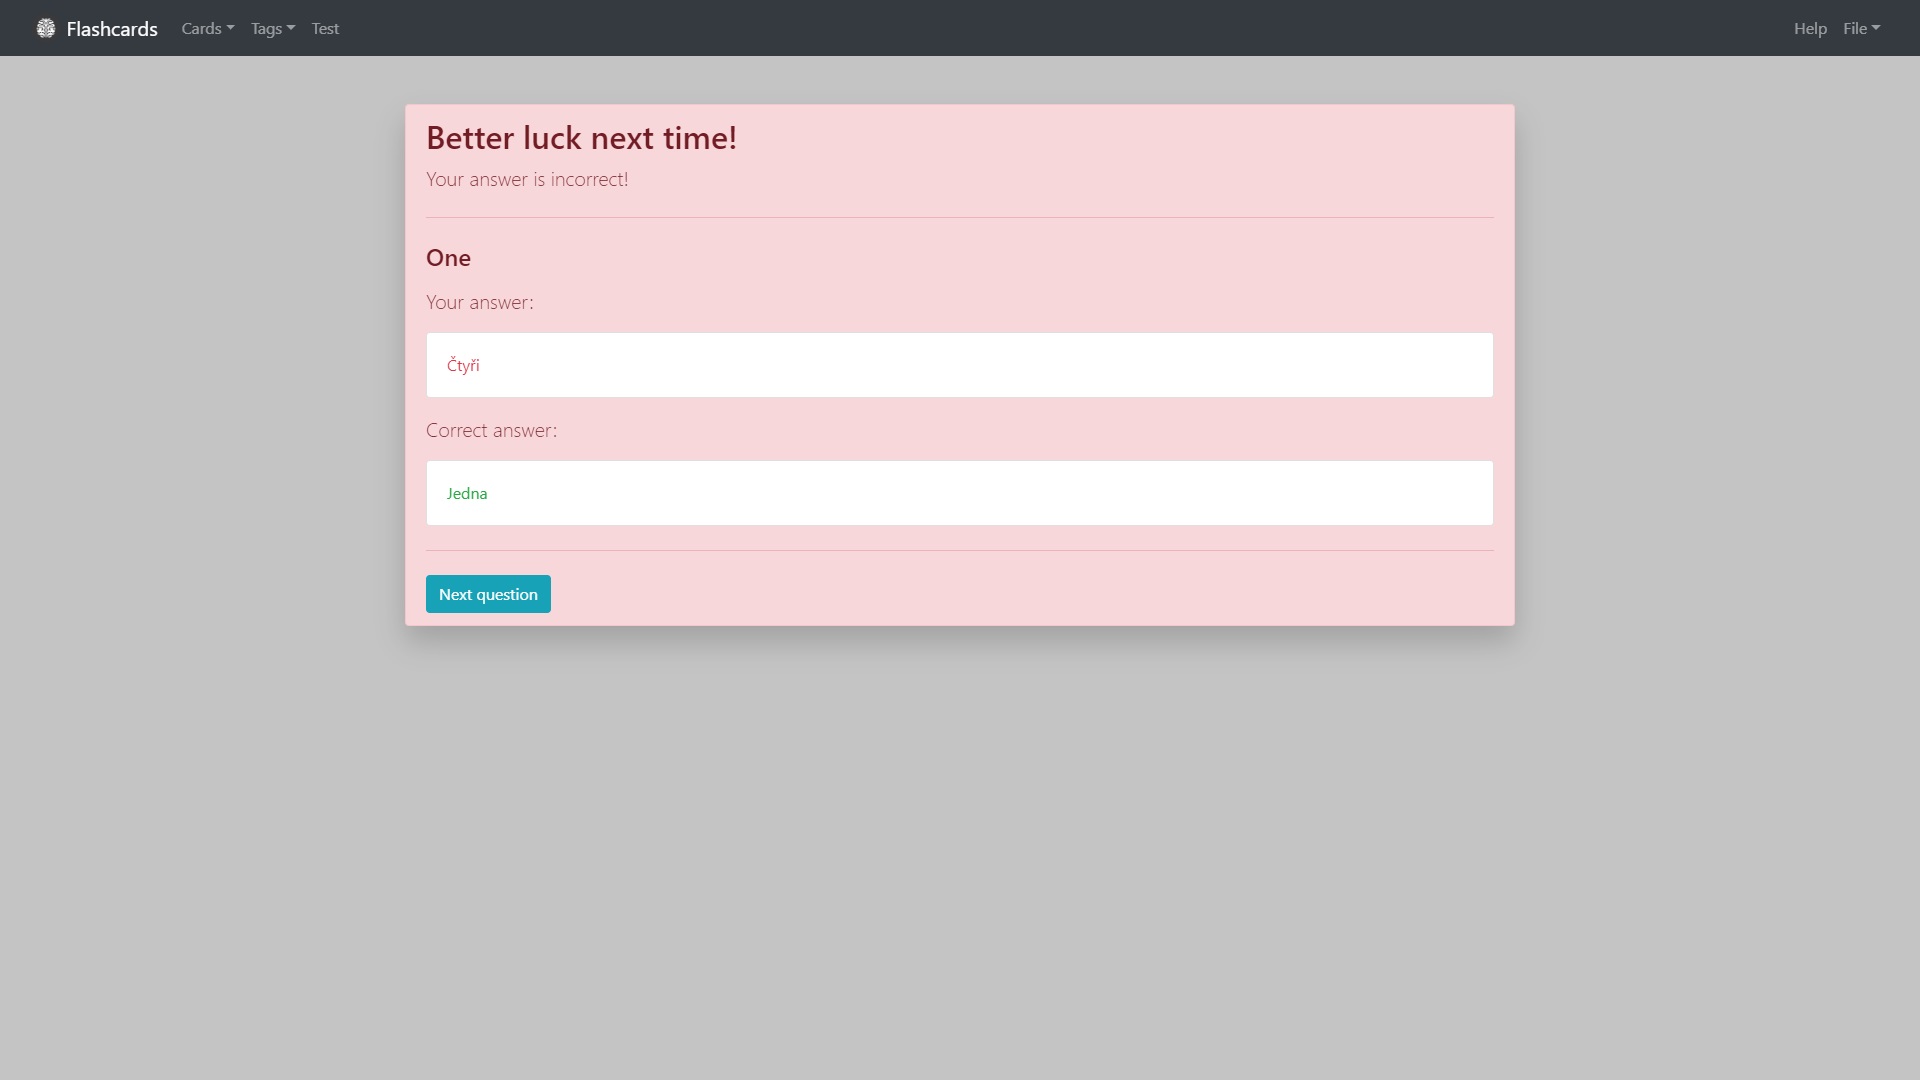 Flashcards Cards Tags Test Help File
Better luck next time!
Your answer is incorrect!
One
Your answer:
Čtyři
Correct answer:
Jedna
Next question